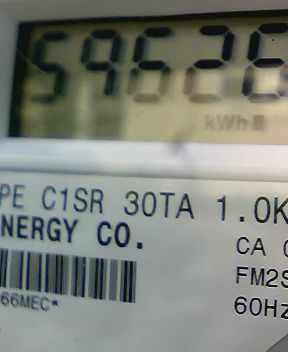 59626
kWh
PE C1SR 30TA 1.0K
NERGY CO.
CA
FM2S
66MEC*
60Hz